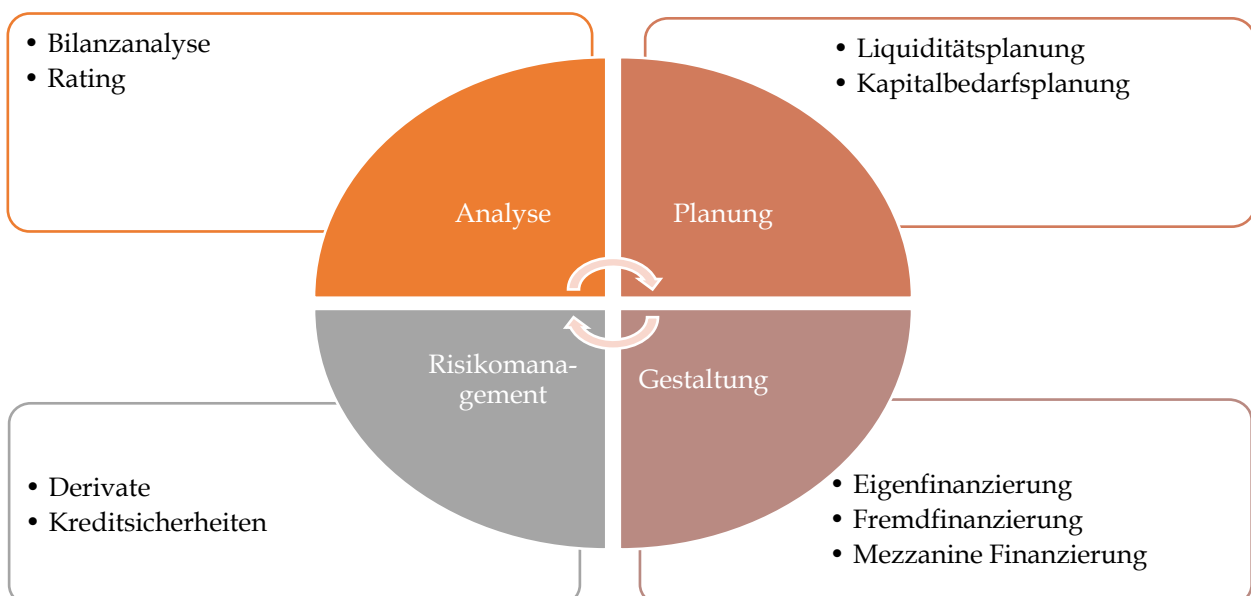 • Bilanzanalyse
• Rating
• Liquiditätsplanung
• Kapitalbedarfsplanung
Analyse
Planung
Risikomana-
gement
Gestaltung
• Derivate
• Kreditsicherheiten
• Eigenfinanzierung
• Fremdfinanzierung
• Mezzanine Finanzierung